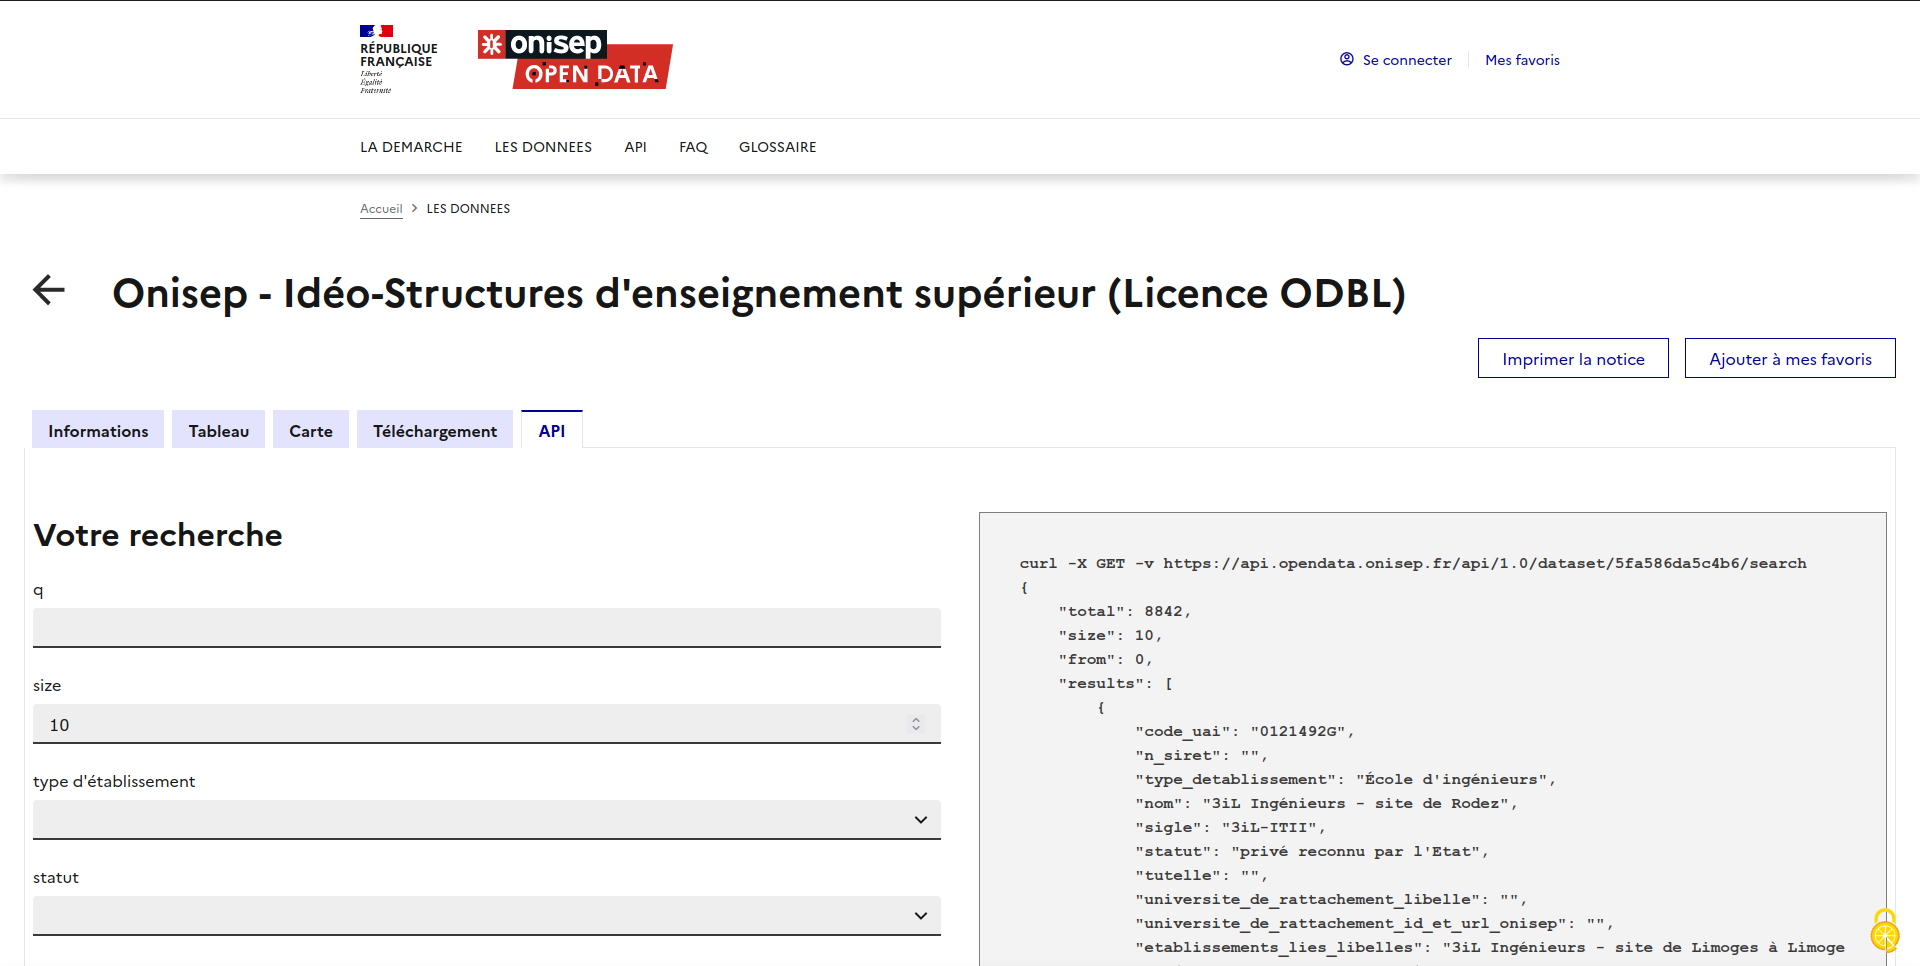 RÉPUBLIQUE
FRANÇAISE
Liberté
Égalité
Fraternité
onisep
OPEN DATA
Se connecter
Mes favoris
LA DEMARCHE
LES DONNEES
API
FAQ
GLOSSAIRE
Accueil > LES DONNEES
Onisep - Idéo-Structures d'enseignement supérieur (Licence ODBL)
Imprimer la notice
Ajouter à mes favoris
Informations
Tableau
Carte
Téléchargement
API
Votre recherche
q
size
10
type d'établissement
statut
curl -X GET -v https://api.opendata.onisep.fr/api/1.0/dataset/5fa586da5c4b6/search
{
"total": 8842,
"size": 10,
"from": 0,
"results": [
{
"code_uai": "0121492G",
"n_siret": "",
"type_detablissement": "École d'ingénieurs",
"nom": "3iL Ingénieurs - site de Rodez",
"sigle": "3iL-ITII",
"statut": "privé reconnu par l'Etat",
"tutelle": "",
"universite_de_rattachement_libelle": "",
"universite_de_rattachement_id_et_url_onisep": "",
"etablissements_lies_libelles": "3iL Ingénieurs - site de Limoges à Limoge